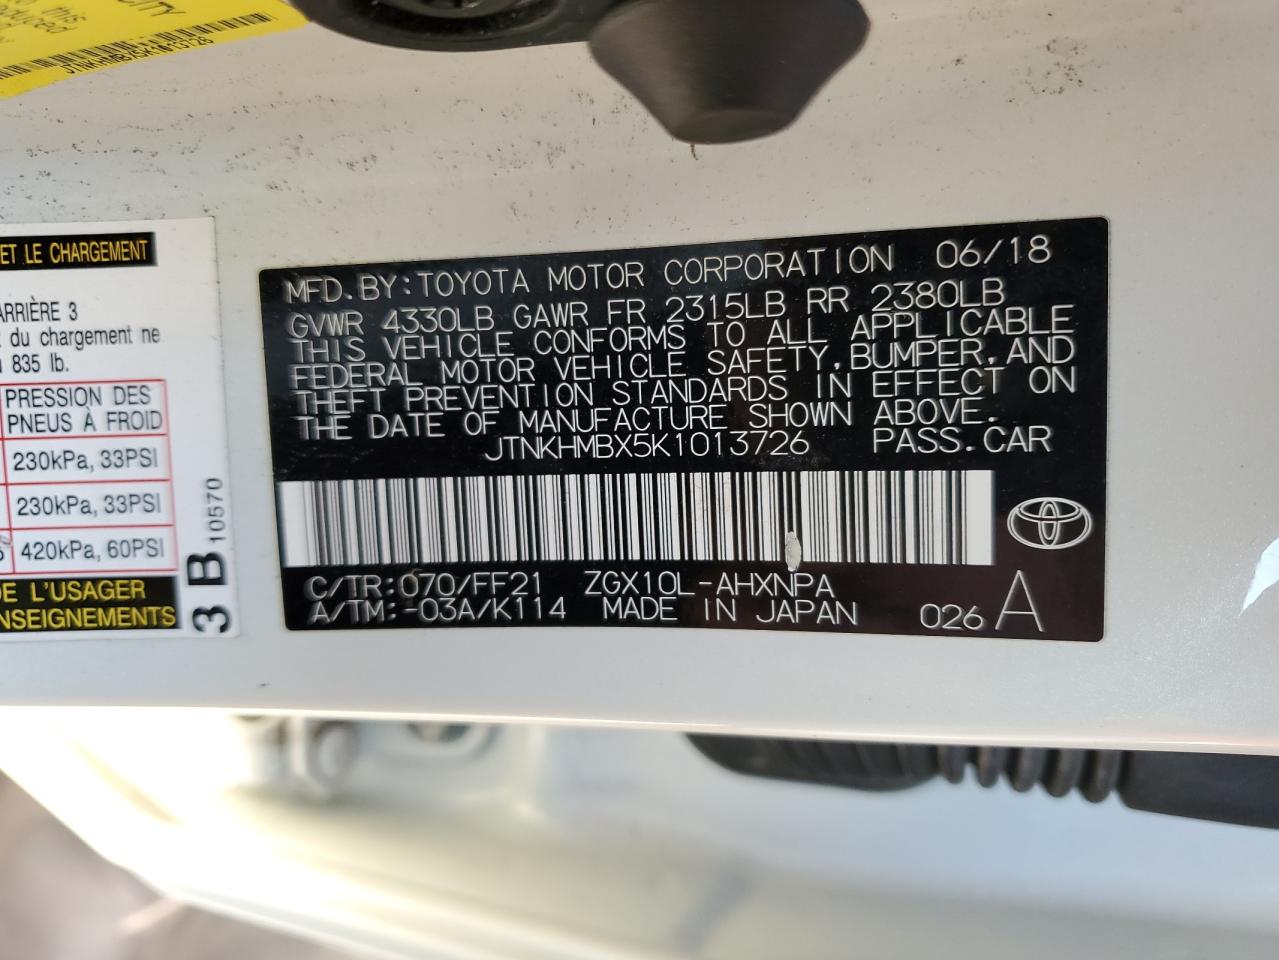 CITY
this
JTNKHMBX5K1013726
ET LE CHARGEMENT
ARRIÈRE 3
du chargement ne
835 lb.
PRESSION DES
PNEUS À FROID
230kPa, 33PSI
230kPa, 33PSI
420kPa, 60PSI
DE L'USAGER
3 B 10570
MFD.BY:TOYOTA MOTOR CORPORATION 06/18
GVWR 4330LB GAWR FR 2315LB RR 2380LB
THIS VEHICLE CONFORMS TO ALL APPLICABLE
FEDERAL MOTOR VEHICLE SAFETY,BUMPER,AND
THEFT PREVENTION STANDARDS IN EFFECT ON
THE DATE OF MANUFACTURE SHOWN ABOVE.
JTNKHMBX5K1013726 PASS.CAR
C/TR:070/FF21 ZGX10L-AHXNPA
A/TM:-03A/K114 MADE IN JAPAN 026 A